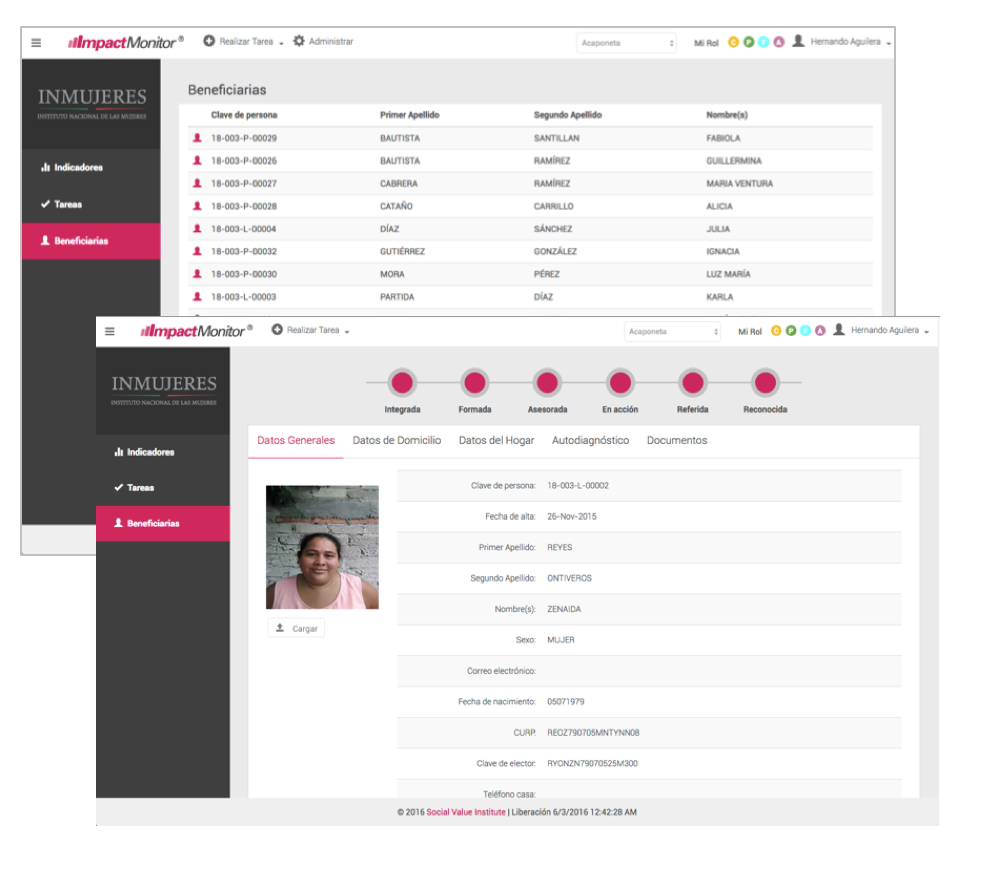 ImpactMonitor® Realizar Tarea Administrar Acaponeta Mi Rol C P F A Hernando Aguilera
INMUJERES
INSTITUTO NACIONAL DE LAS MUJERES
Indicadores
Tareas
Beneficiarias
Beneficiarias
Clave de persona Primer Apellido Segundo Apellido Nombre(s)
18-003-P-00029 BAUTISTA SANTILLAN FABIOLA
18-003-P-00026 BAUTISTA RAMÍREZ GUILLERMINA
18-003-P-00027 CABRERA RAMÍREZ MARIA VENTURA
18-003-P-00028 CATAÑO CARRILLO ALICIA
18-003-L-00004 DÍAZ SÁNCHEZ JULIA
18-003-P-00032 GUTIÉRREZ GONZÁLEZ IGNACIA
18-003-P-00030 MORA PÉREZ LUZ MARÍA
18-003-L-00003 PARTIDA DÍAZ KARLA
ImpactMonitor® Realizar Tarea Acaponeta Mi Rol C P F A Hernando Aguilera
INMUJERES
INSTITUTO NACIONAL DE LAS MUJERES
Indicadores
Tareas
Beneficiarias
Integrada Formada Asesorada En acción Referida Reconocida
Datos Generales Datos de Domicilio Datos del Hogar Autodiagnóstico Documentos
Cargar
Clave de persona: 18-003-L-00002
Fecha de alta: 26-Nov-2015
Primer Apellido: REYES
Segundo Apellido: ONTIVEROS
Nombre(s): ZENAIDA
Sexo: MUJER
Correo electrónico:
Fecha de nacimiento: 05071979
CURP: REOZ790705MNTYNN08
Clave de elector: RYONZN79070525M300
Teléfono casa:
© 2016 Social Value Institute | Liberación 6/3/2016 12:42:28 AM